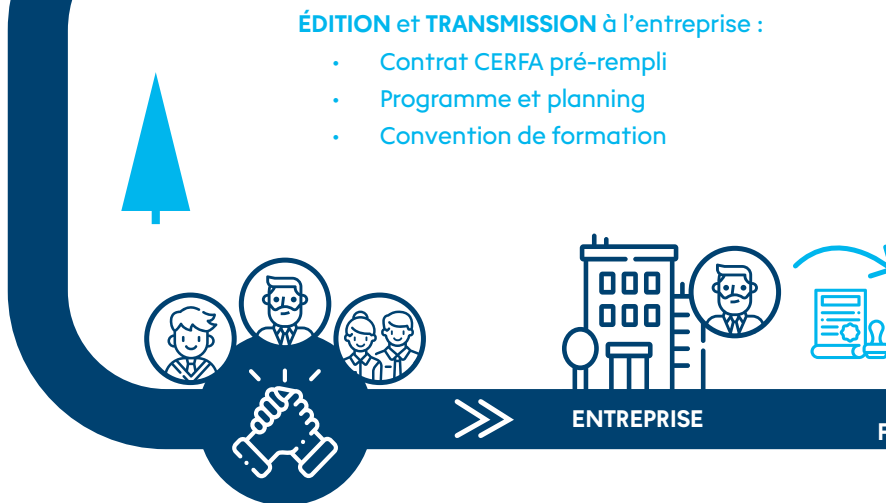 ÉDITION et TRANSMISSION à l'entreprise :
• Contrat CERFA pré-rempli
• Programme et planning
• Convention de formation
ENTREPRISE